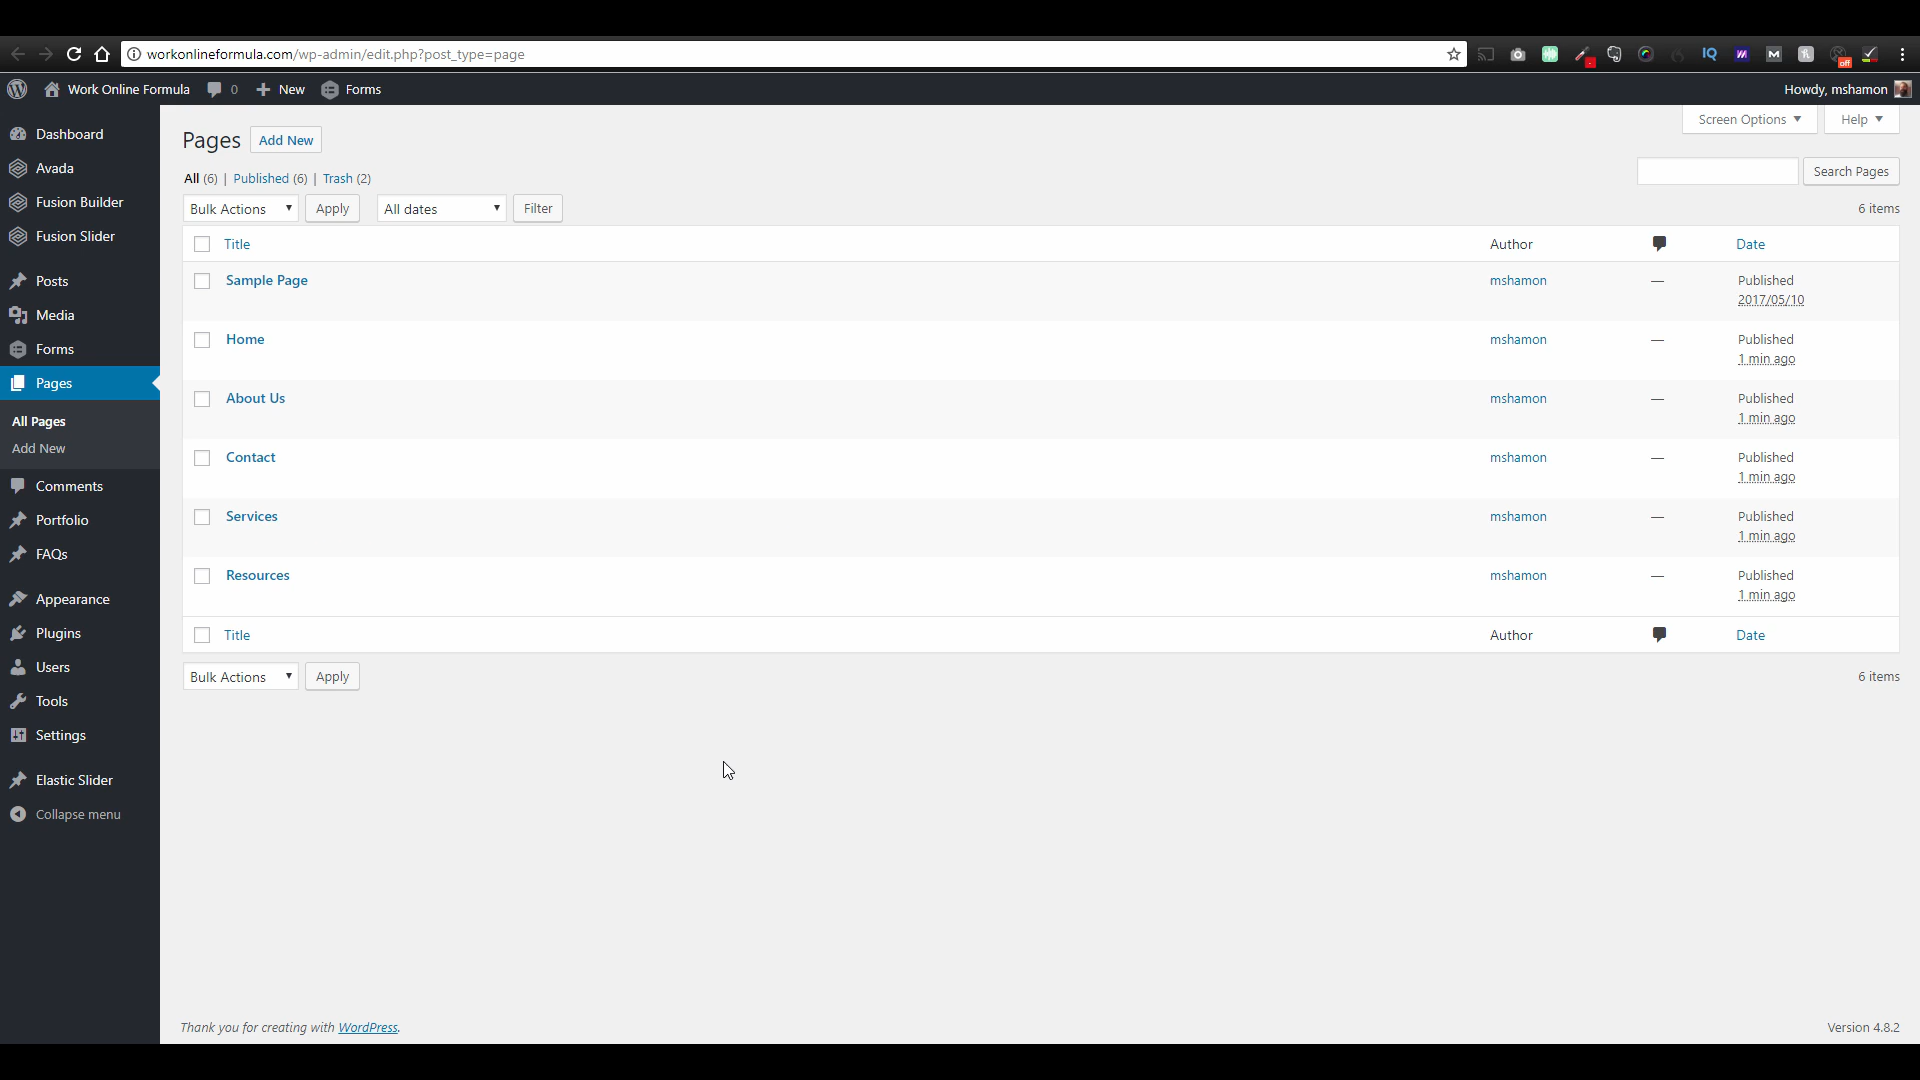 workonlineformula.com/wp-admin/edit.php?post_type=page
IQ
M
off
Work Online Formula 0 New Forms
Howdy, mshamon
Dashboard
Avada
Fusion Builder
Fusion Slider
Posts
Media
Forms
Pages
All Pages
Add New
Comments
Portfolio
FAQs
Appearance
Plugins
Users
Tools
Settings
Elastic Slider
Collapse menu
Screen Options Help
Pages Add New
All (6) | Published (6) | Trash (2)
Search Pages
Bulk Actions Apply All dates Filter 6 items
Title Author Date
Sample Page mshamon — Published
2017/05/10
Home mshamon — Published
1 min ago
About Us mshamon — Published
1 min ago
Contact mshamon — Published
1 min ago
Services mshamon — Published
1 min ago
Resources mshamon — Published
1 min ago
Title Author Date
Bulk Actions Apply 6 items
Thank you for creating with WordPress.
Version 4.8.2